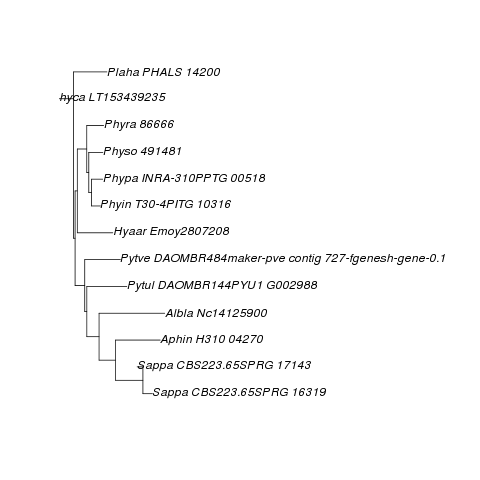 Plaha PHALS 14200
hyca LT153439235
Phyra 86666
Physo 491481
Phypa INRA-310PPTG 00518
Phyin T30-4PITG 10316
Hyaar Emoy2807208
Pytve DAOMBR484maker-pve contig 727-fgenesh-gene-0.1
Pytul DAOMBR144PYU1 G002988
Albla Nc14125900
Aphin H310 04270
Sappa CBS223.65SPRG 17143
Sappa CBS223.65SPRG 16319